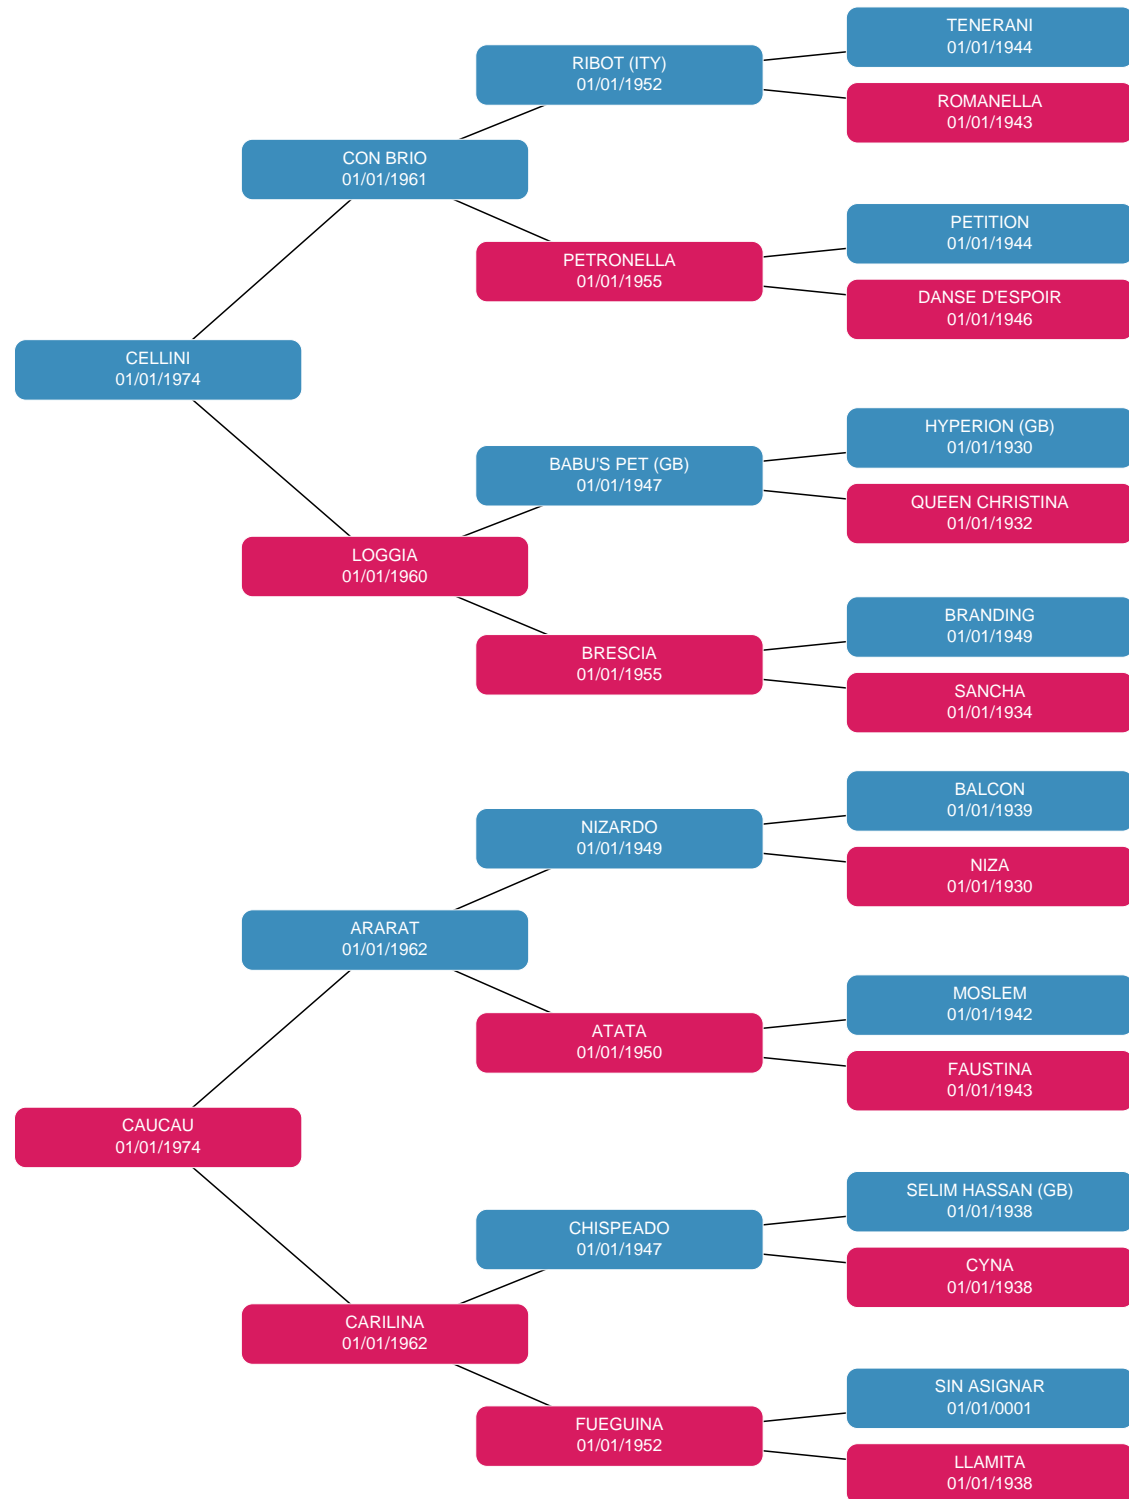 TENERANI
01/01/1944
RIBOT (ITY)
01/01/1952
ROMANELLA
01/01/1943
CON BRIO
01/01/1961
PETITION
01/01/1944
PETRONELLA
01/01/1955
DANSE D'ESPOIR
01/01/1946
CELLINI
01/01/1974
HYPERION (GB)
01/01/1930
BABU'S PET (GB)
01/01/1947
QUEEN CHRISTINA
01/01/1932
LOGGIA
01/01/1960
BRANDING
01/01/1949
BRESCIA
01/01/1955
SANCHA
01/01/1934
BALCON
01/01/1939
NIZARDO
01/01/1949
NIZA
01/01/1930
ARARAT
01/01/1962
MOSLEM
01/01/1942
ATATA
01/01/1950
FAUSTINA
01/01/1943
CAUCAU
01/01/1974
SELIM HASSAN (GB)
01/01/1938
CHISPEADO
01/01/1947
CYNA
01/01/1938
CARILINA
01/01/1962
SIN ASIGNAR
01/01/0001
FUEGUINA
01/01/1952
LLAMITA
01/01/1938